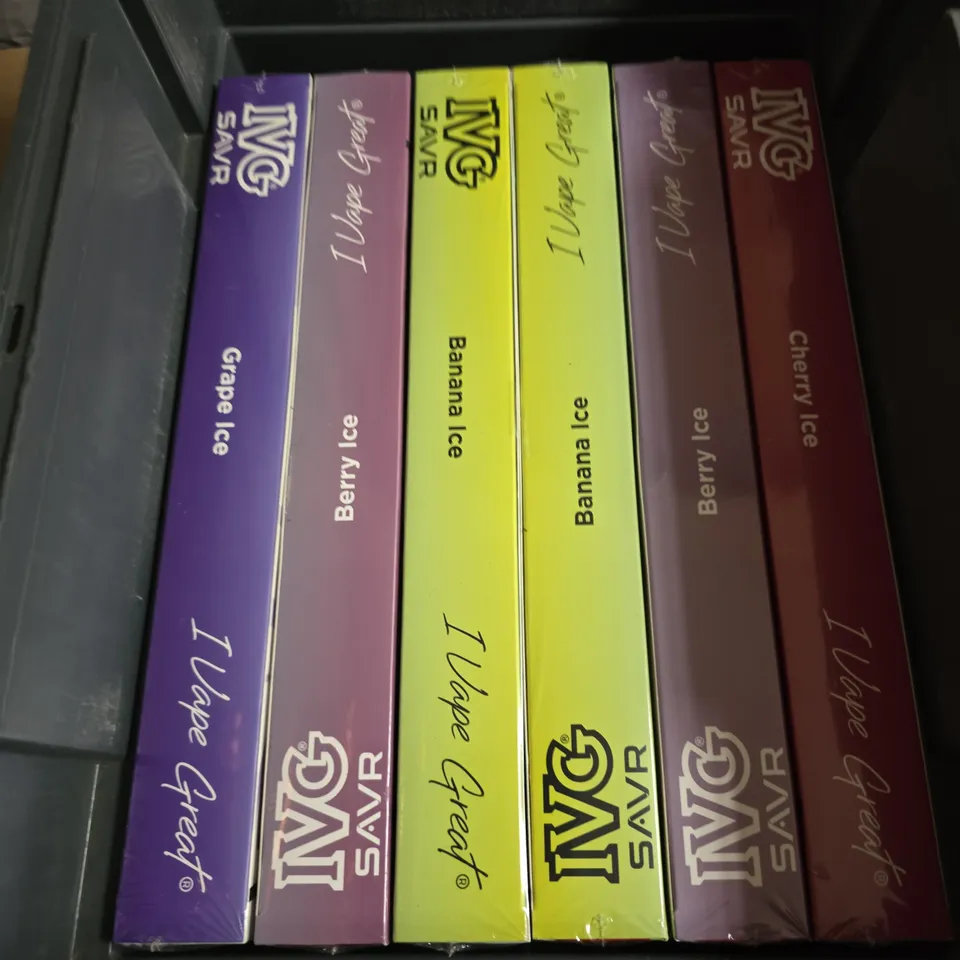 IVG
SAVR
Grape Ice
I Vape Great®
I Vape Great®
Berry Ice
IVG®
SAVR
IVG
SAVR
Banana Ice
I Vape Great®
I Vape Great®
Banana Ice
IVG®
SAVR
I Vape Great®
Berry Ice
IVG®
SAVR
IVG
SAVR
Cherry Ice
I Vape Great®